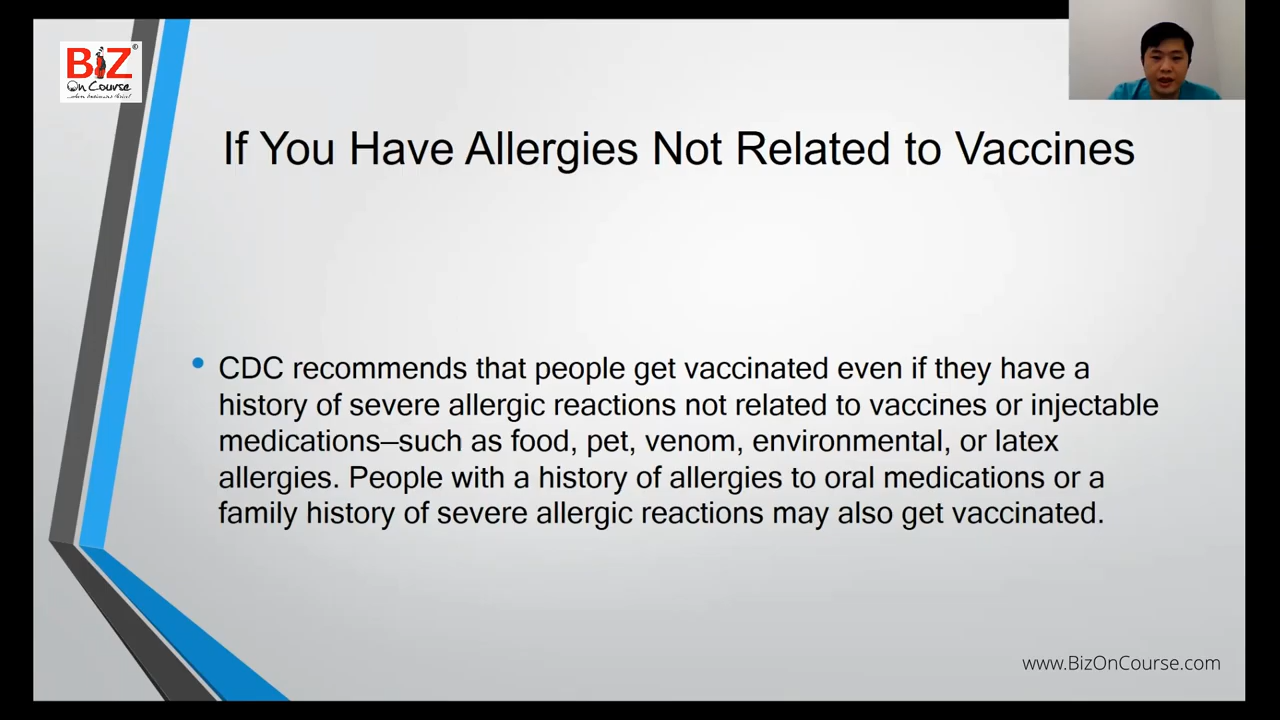 BiZ
On Course
If You Have Allergies Not Related to Vaccines
CDC recommends that people get vaccinated even if they have a
history of severe allergic reactions not related to vaccines or injectable
medications—such as food, pet, venom, environmental, or latex
allergies. People with a history of allergies to oral medications or a
family history of severe allergic reactions may also get vaccinated.
www.BizOnCourse.com